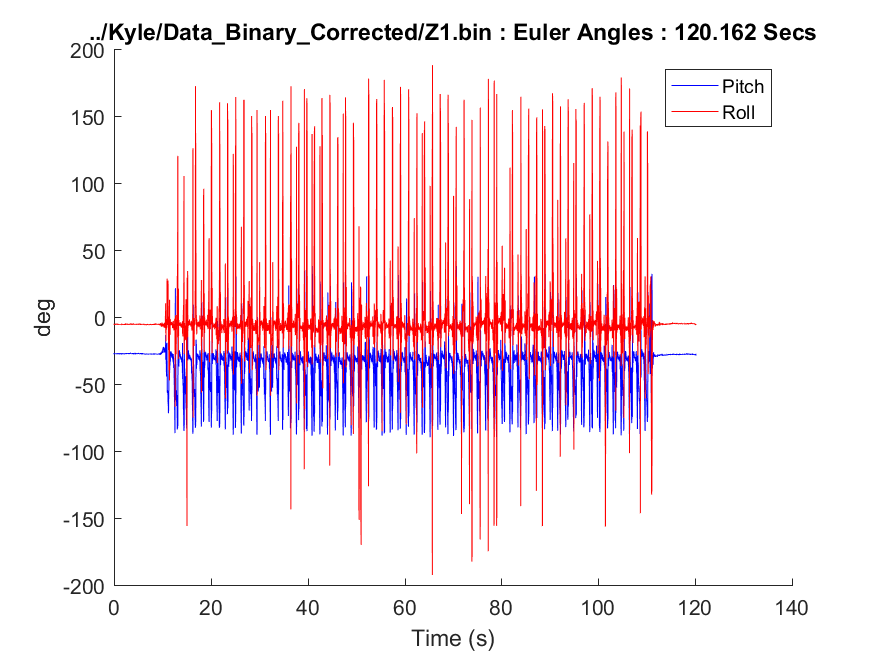 ../Kyle/Data_Binary_Corrected/Z1.bin : Euler Angles : 120.162 Secs
200
150
100
50
0
-50
-100
-150
-200
deg
Pitch
Roll
0 20 40 60 80 100 120 140
Time (s)